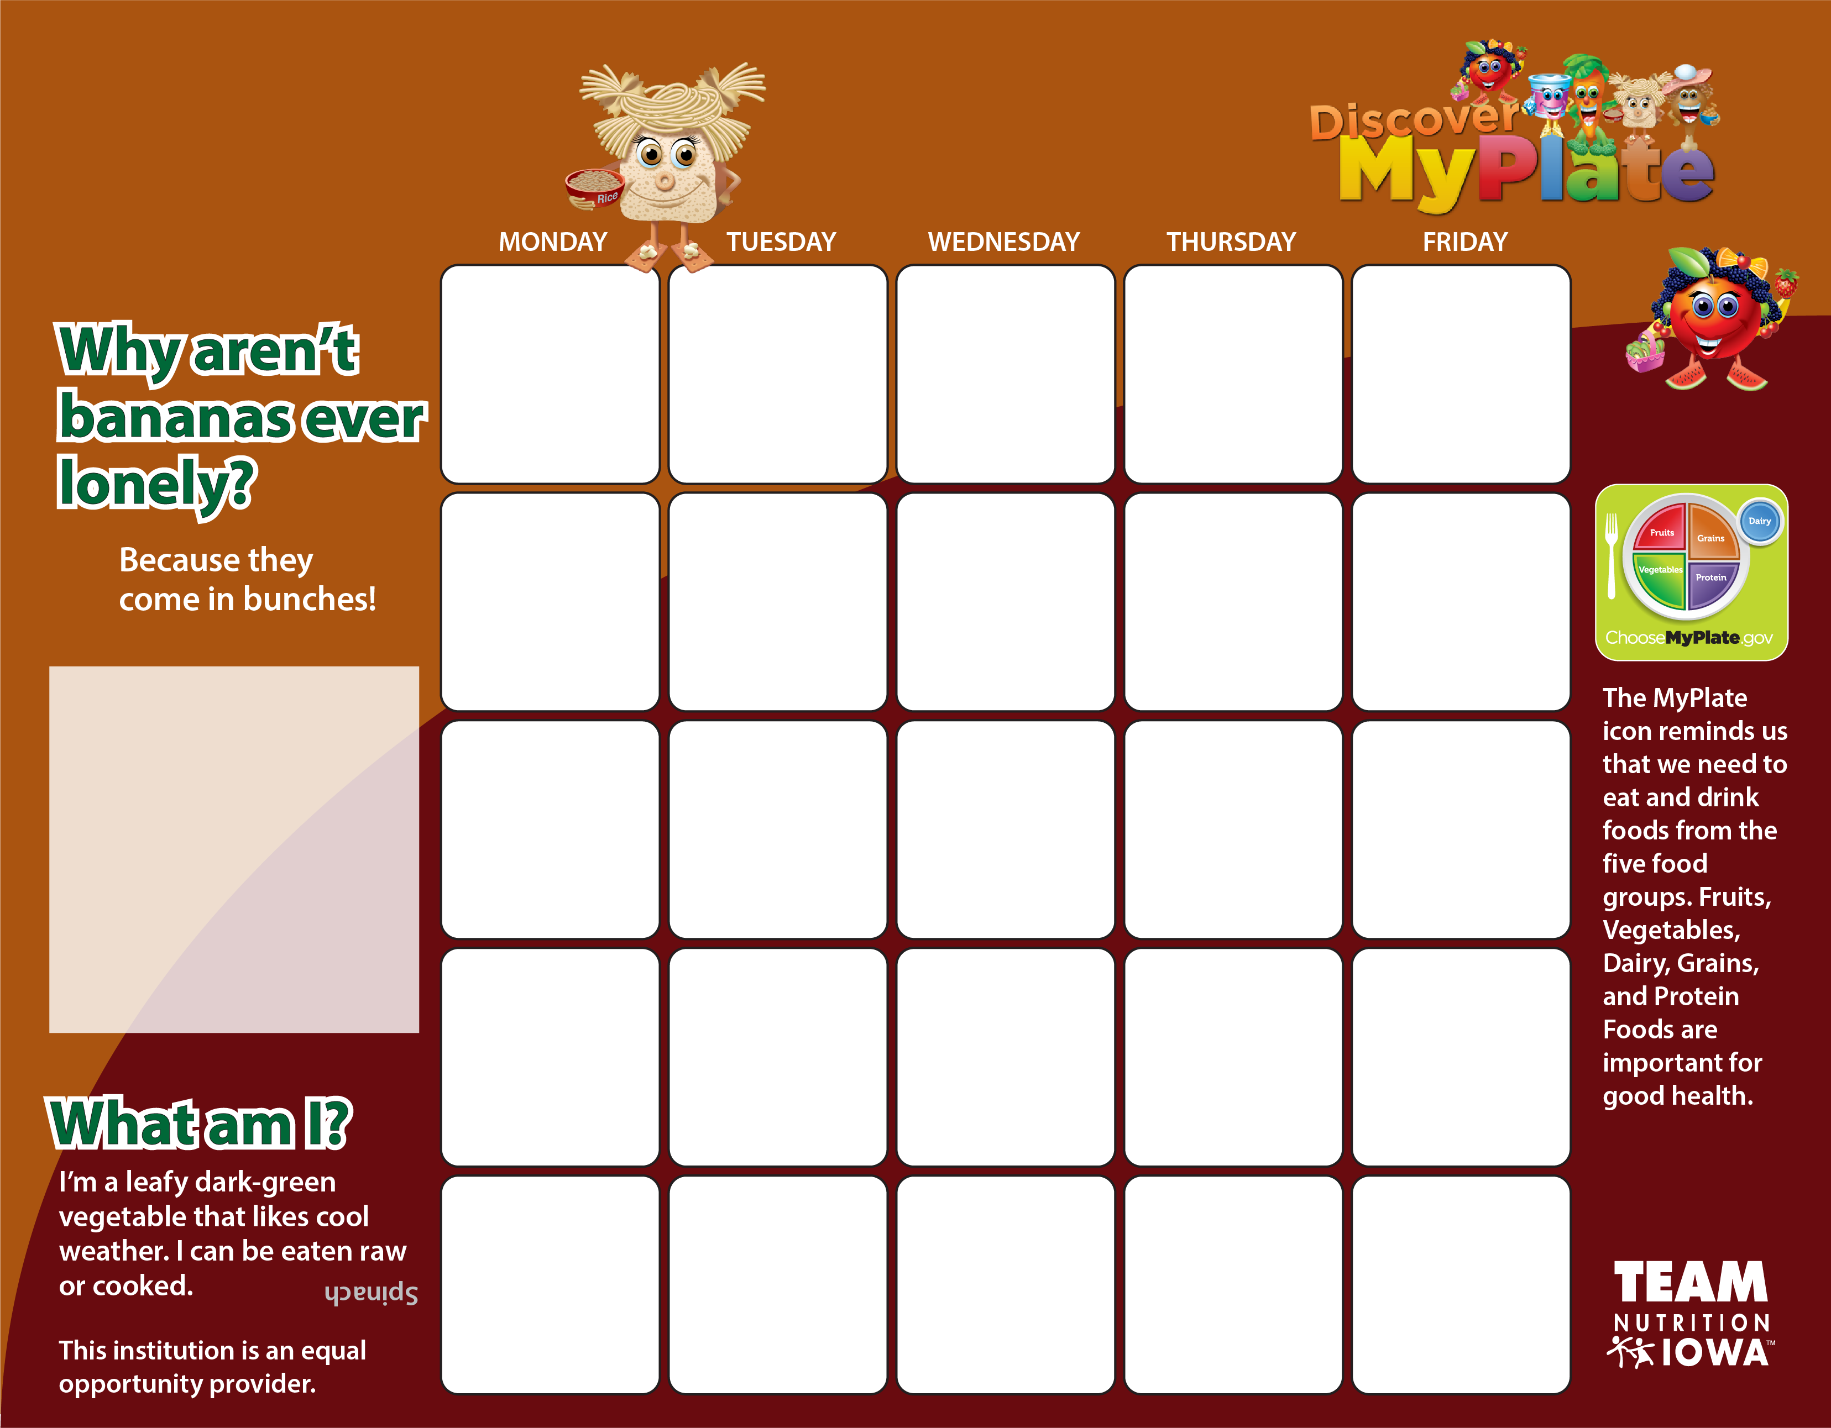 Discover
MyPlate
Rice
MONDAY TUESDAY WEDNESDAY THURSDAY FRIDAY
Why aren't
bananas ever
lonely?
Because they
come in bunches!
What am I?
I'm a leafy dark-green
vegetable that likes cool
weather. I can be eaten raw
or cooked.
Spinach
This institution is an equal
opportunity provider.
Dairy
Fruits
Grains
Vegetables
Protein
ChooseMyPlate.gov
The MyPlate
icon reminds us
that we need to
eat and drink
foods from the
five food
groups. Fruits,
Vegetables,
Dairy, Grains,
and Protein
Foods are
important for
good health.
TEAM
NUTRITION
IOWA™